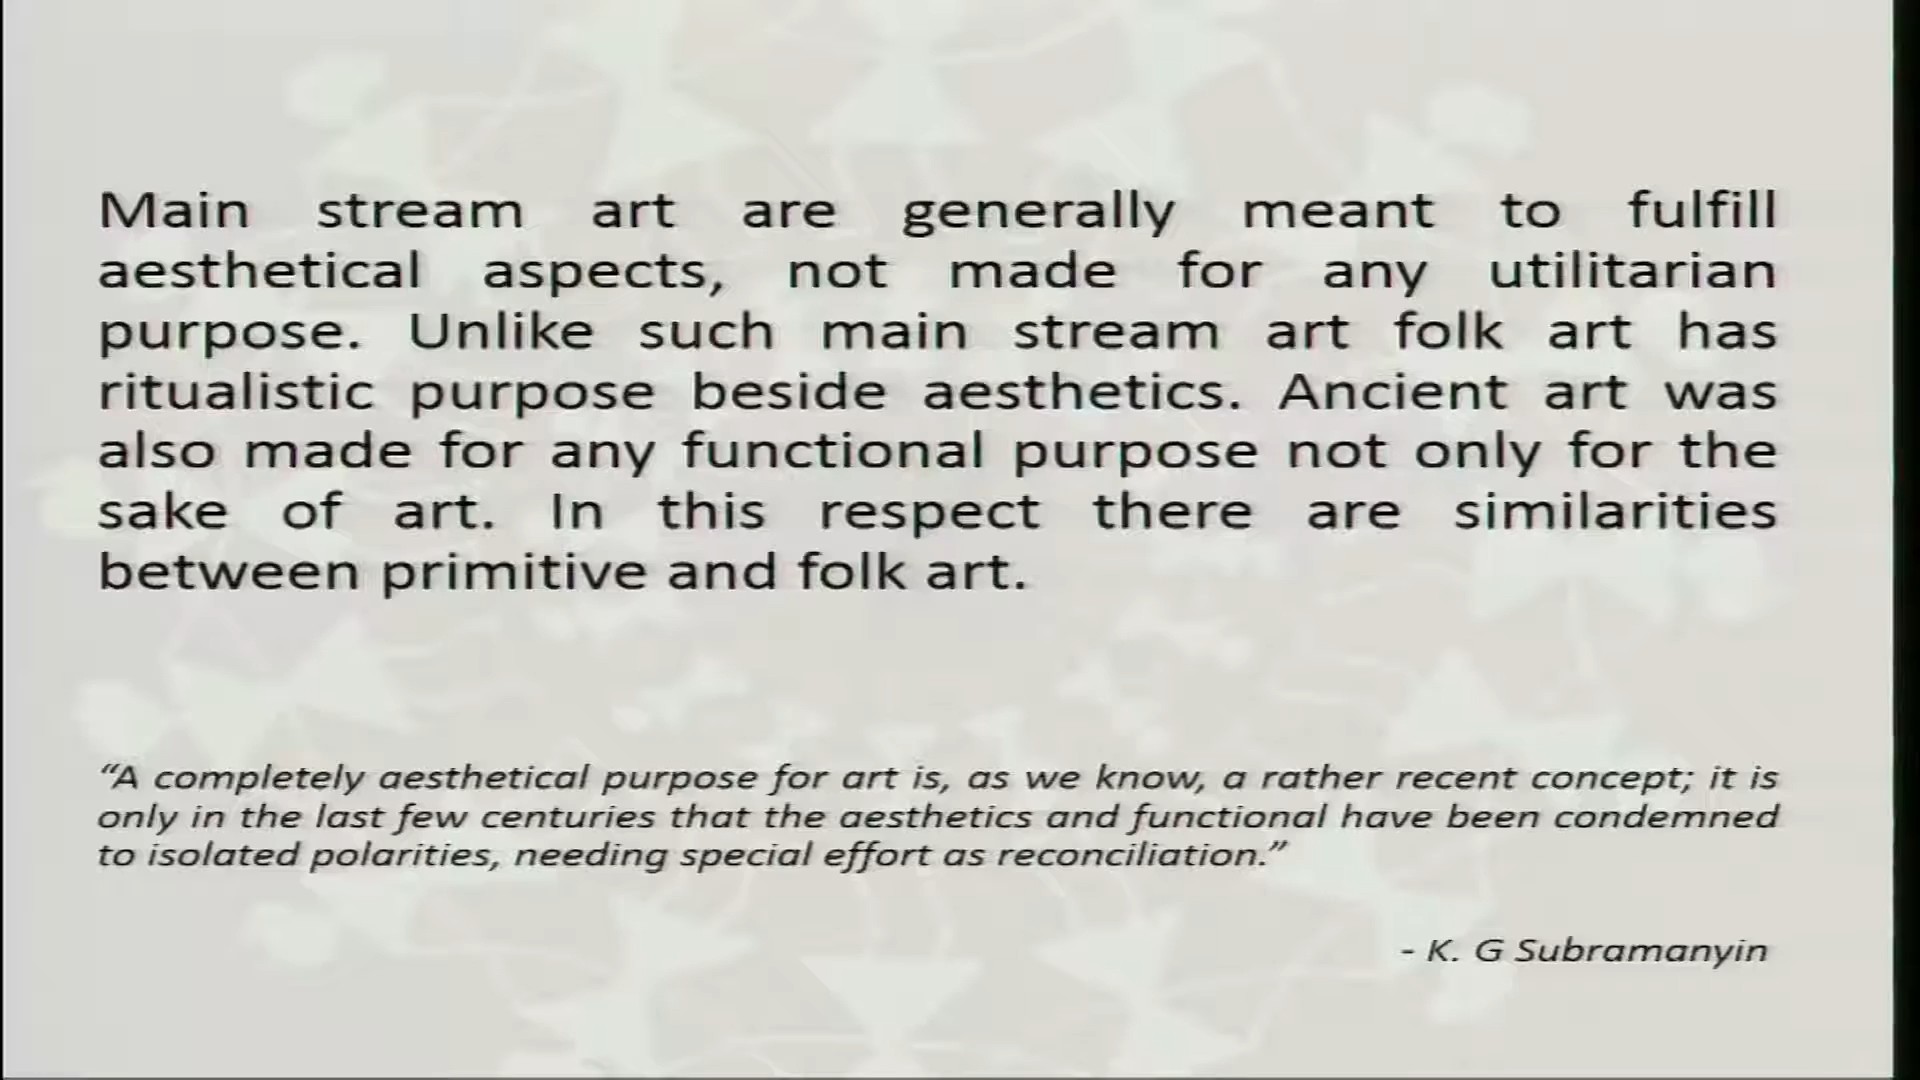 Main stream art are generally meant to fulfill
aesthetical aspects, not made for any utilitarian
purpose. Unlike such main stream art folk art has
ritualistic purpose beside aesthetics. Ancient art was
also made for any functional purpose not only for the
sake of art. In this respect there are similarities
between primitive and folk art.
“A completely aesthetical purpose for art is, as we know, a rather recent concept; it is
only in the last few centuries that the aesthetics and functional have been condemned
to isolated polarities, needing special effort as reconciliation.”
- K. G Subramanyin